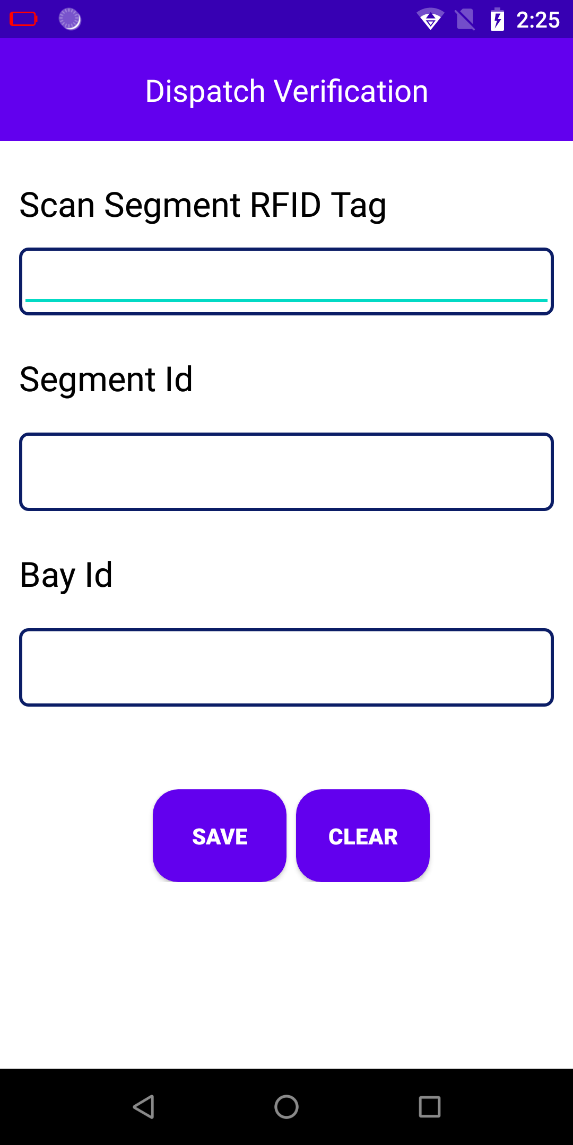 2:25
Dispatch Verification
Scan Segment RFID Tag
Segment Id
Bay Id
SAVE CLEAR